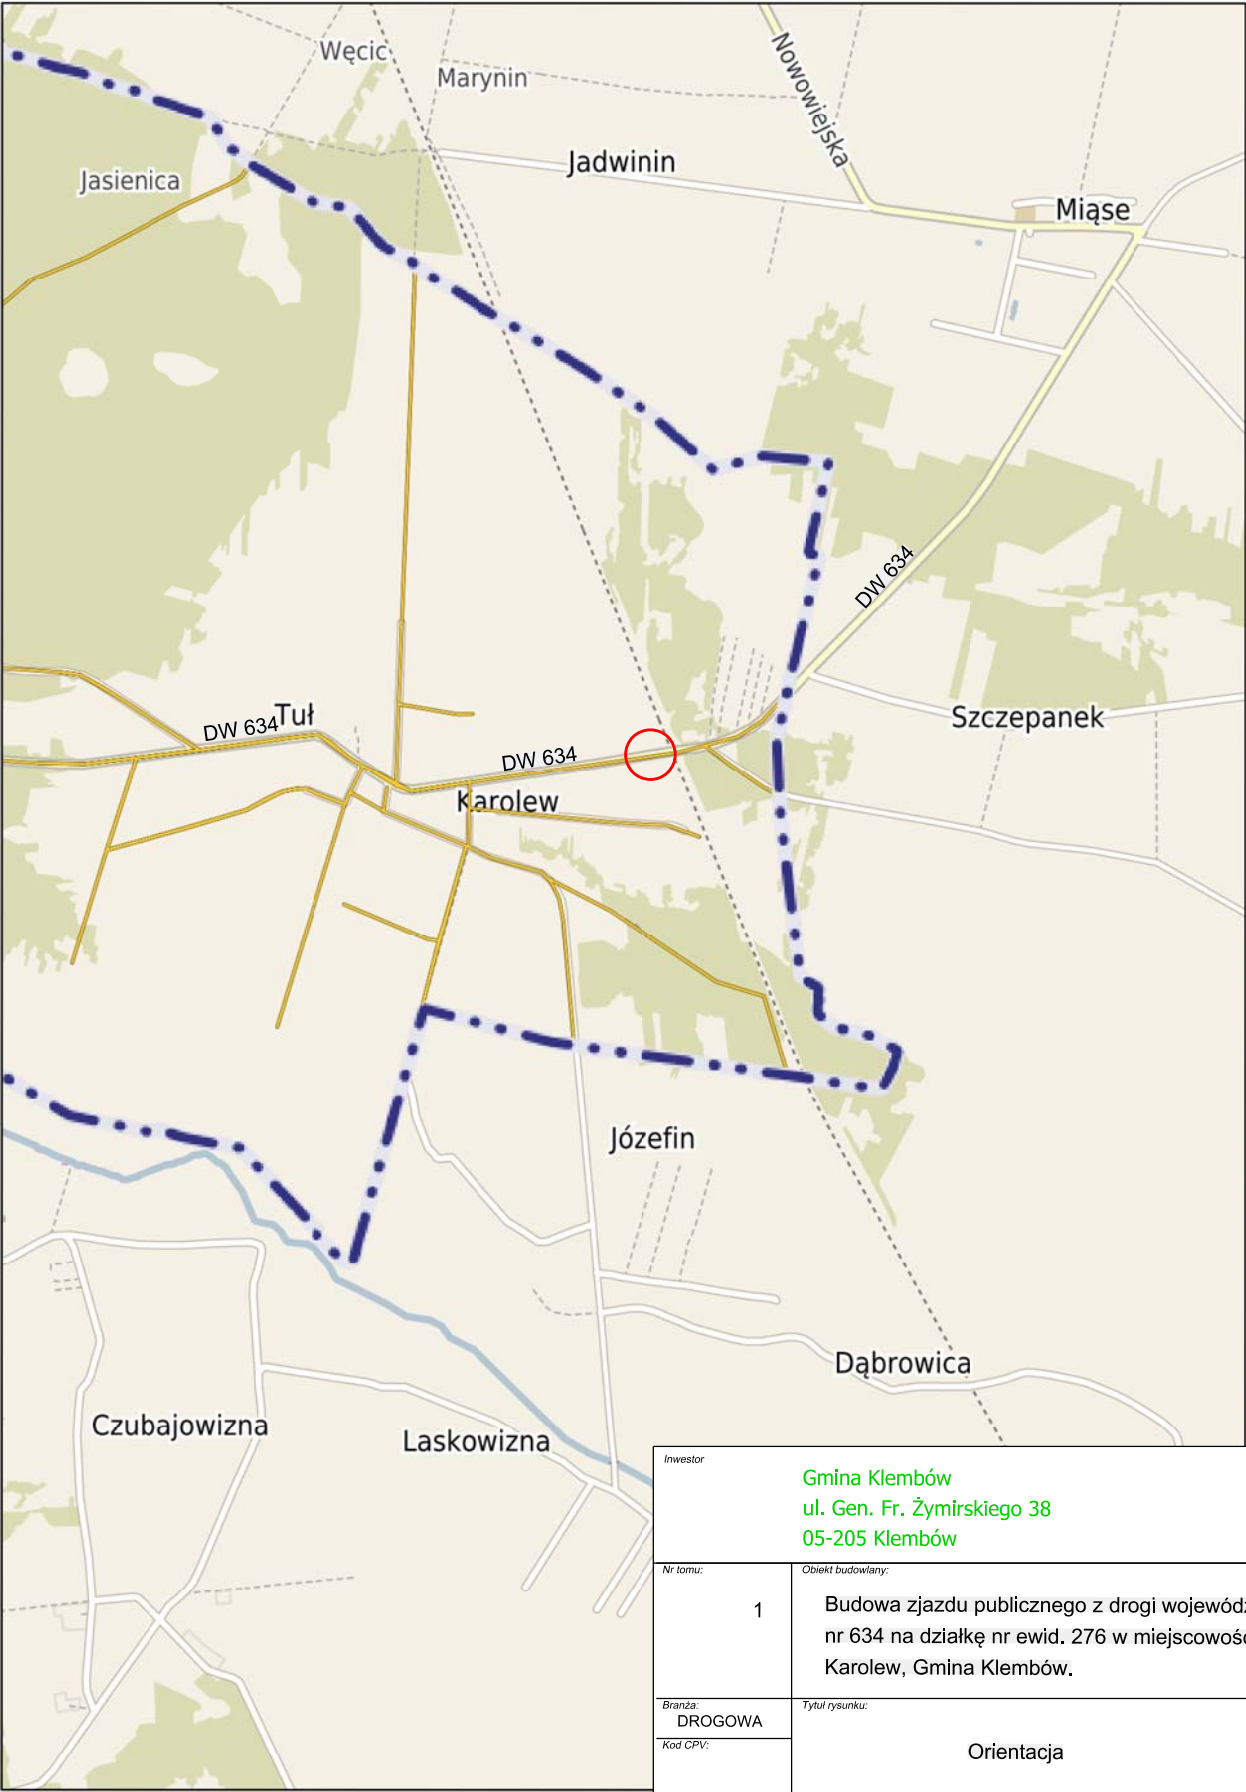 Węcic
Marynin
Nowowiejska
Jadwinin
Jasienica
Miąse
DW 634
Szczepanek
DW 634
Tuł
DW 634
Karolew
Józefin
Dąbrowica
Czubajowizna
Laskowizna
Inwestor
Gmina Klembów
ul. Gen. Fr. Żymirskiego 38
05-205 Klembów
Nr tomu:
1
Obiekt budowlany:
Budowa zjazdu publicznego z drogi wojewód
nr 634 na działkę nr ewid. 276 w miejscowoś
Karolew, Gmina Klembów.
Branża:
DROGOWA
Kod CPV:
Tytuł rysunku:
Orientacja